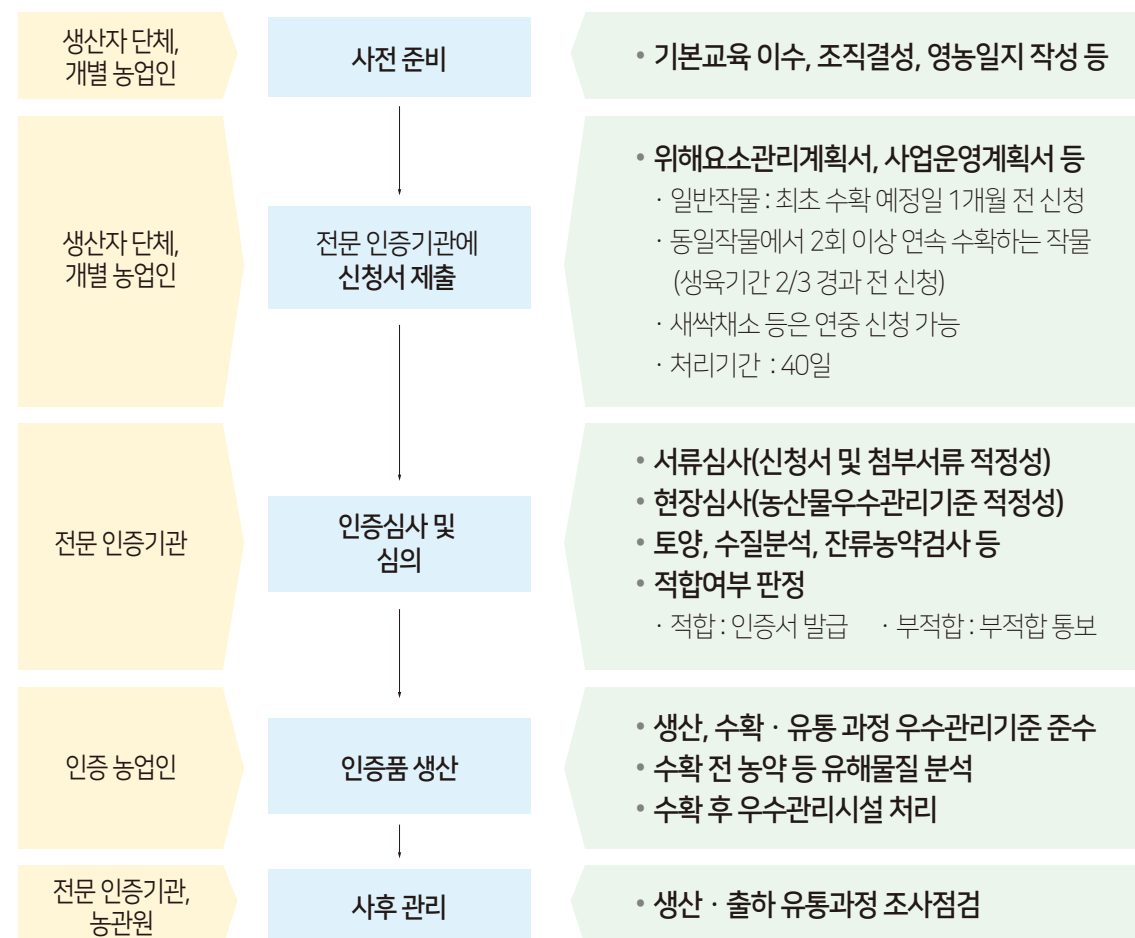 생산자 단체,
개별 농업인
사전 준비
• 기본교육 이수, 조직결성, 영농일지 작성 등
생산자 단체,
개별 농업인
전문 인증기관에
신청서 제출
• 위해요소관리계획서, 사업운영계획서 등
· 일반작물 : 최초 수확 예정일 1개월 전 신청
· 동일작물에서 2회 이상 연속 수확하는 작물
(생육기간 2/3 경과 전 신청)
· 새싹채소 등은 연중 신청 가능
· 처리기간 : 40일
전문 인증기관
인증심사 및
심의
• 서류심사(신청서 및 첨부서류 적정성)
• 현장심사(농산물우수관리기준 적정성)
• 토양, 수질분석, 잔류농약검사 등
• 적합여부 판정
· 적합 : 인증서 발급 · 부적합 : 부적합 통보
인증 농업인
인증품 생산
• 생산, 수확 · 유통 과정 우수관리기준 준수
• 수확 전 농약 등 유해물질 분석
• 수확 후 우수관리시설 처리
전문 인증기관,
농관원
사후 관리
• 생산 · 출하 유통과정 조사점검